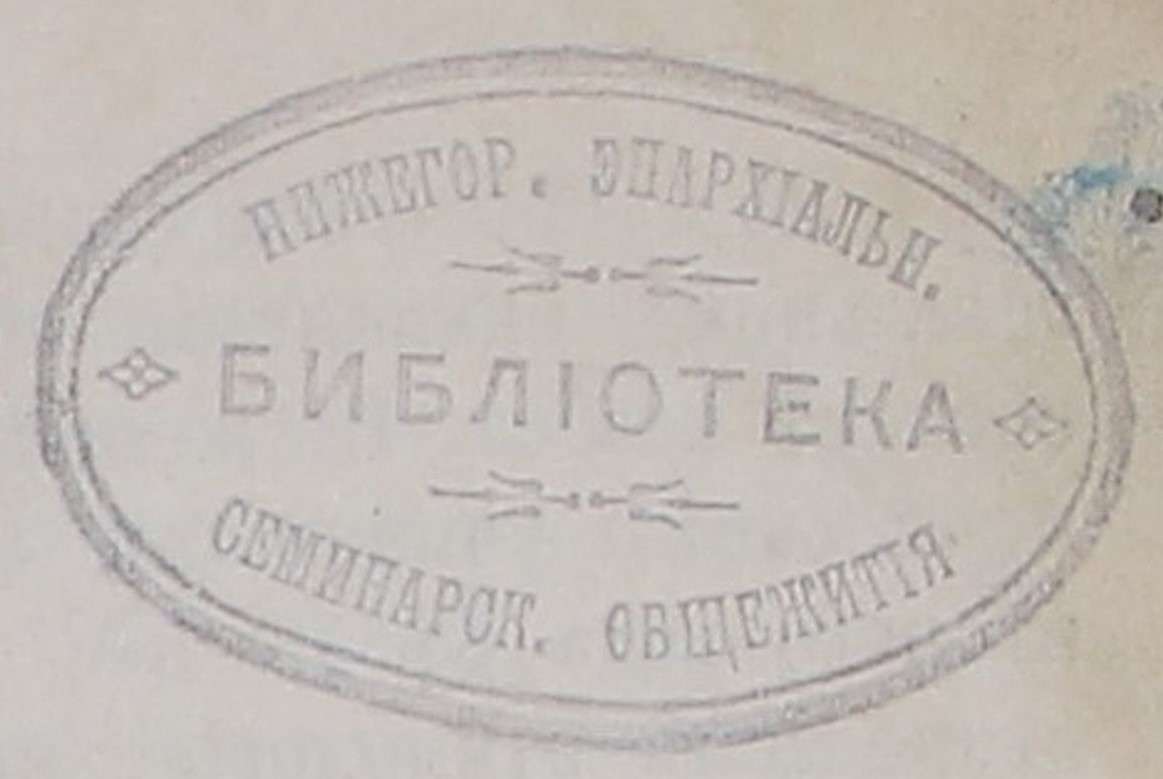 НИЖЕГОР. ЭПАРХІАЛЬН.
БИБЛІОТЕКА
СЕМИНАРСК. ОБЩЕЖИТІЯ